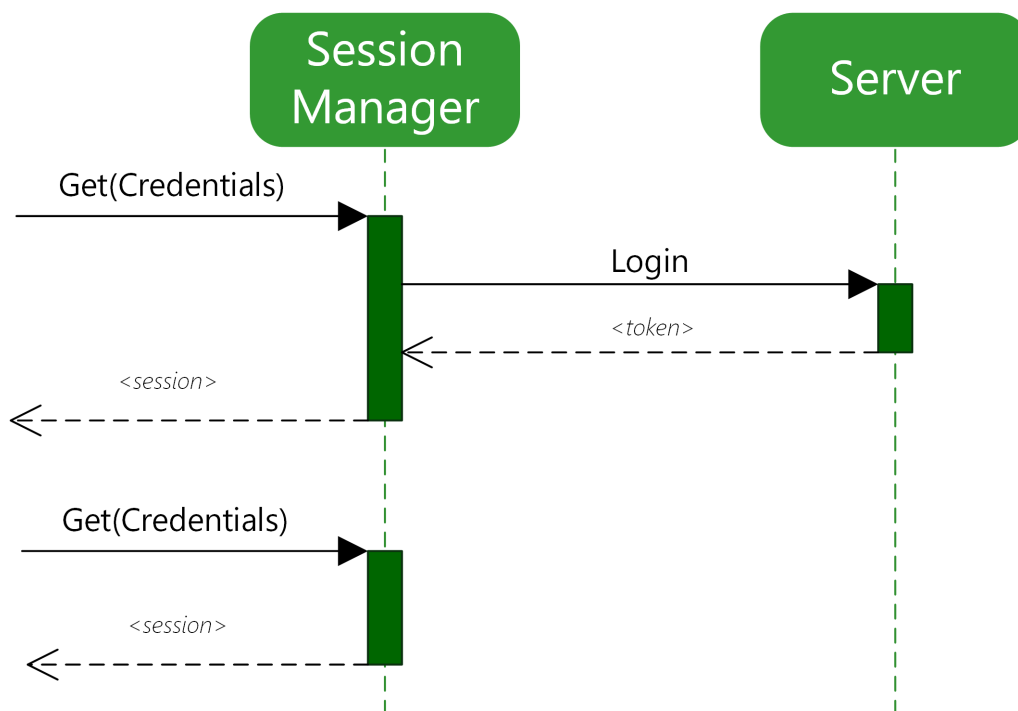 Session
Manager
Server
Get(Credentials)
Login
<token>
<session>
Get(Credentials)
<session>